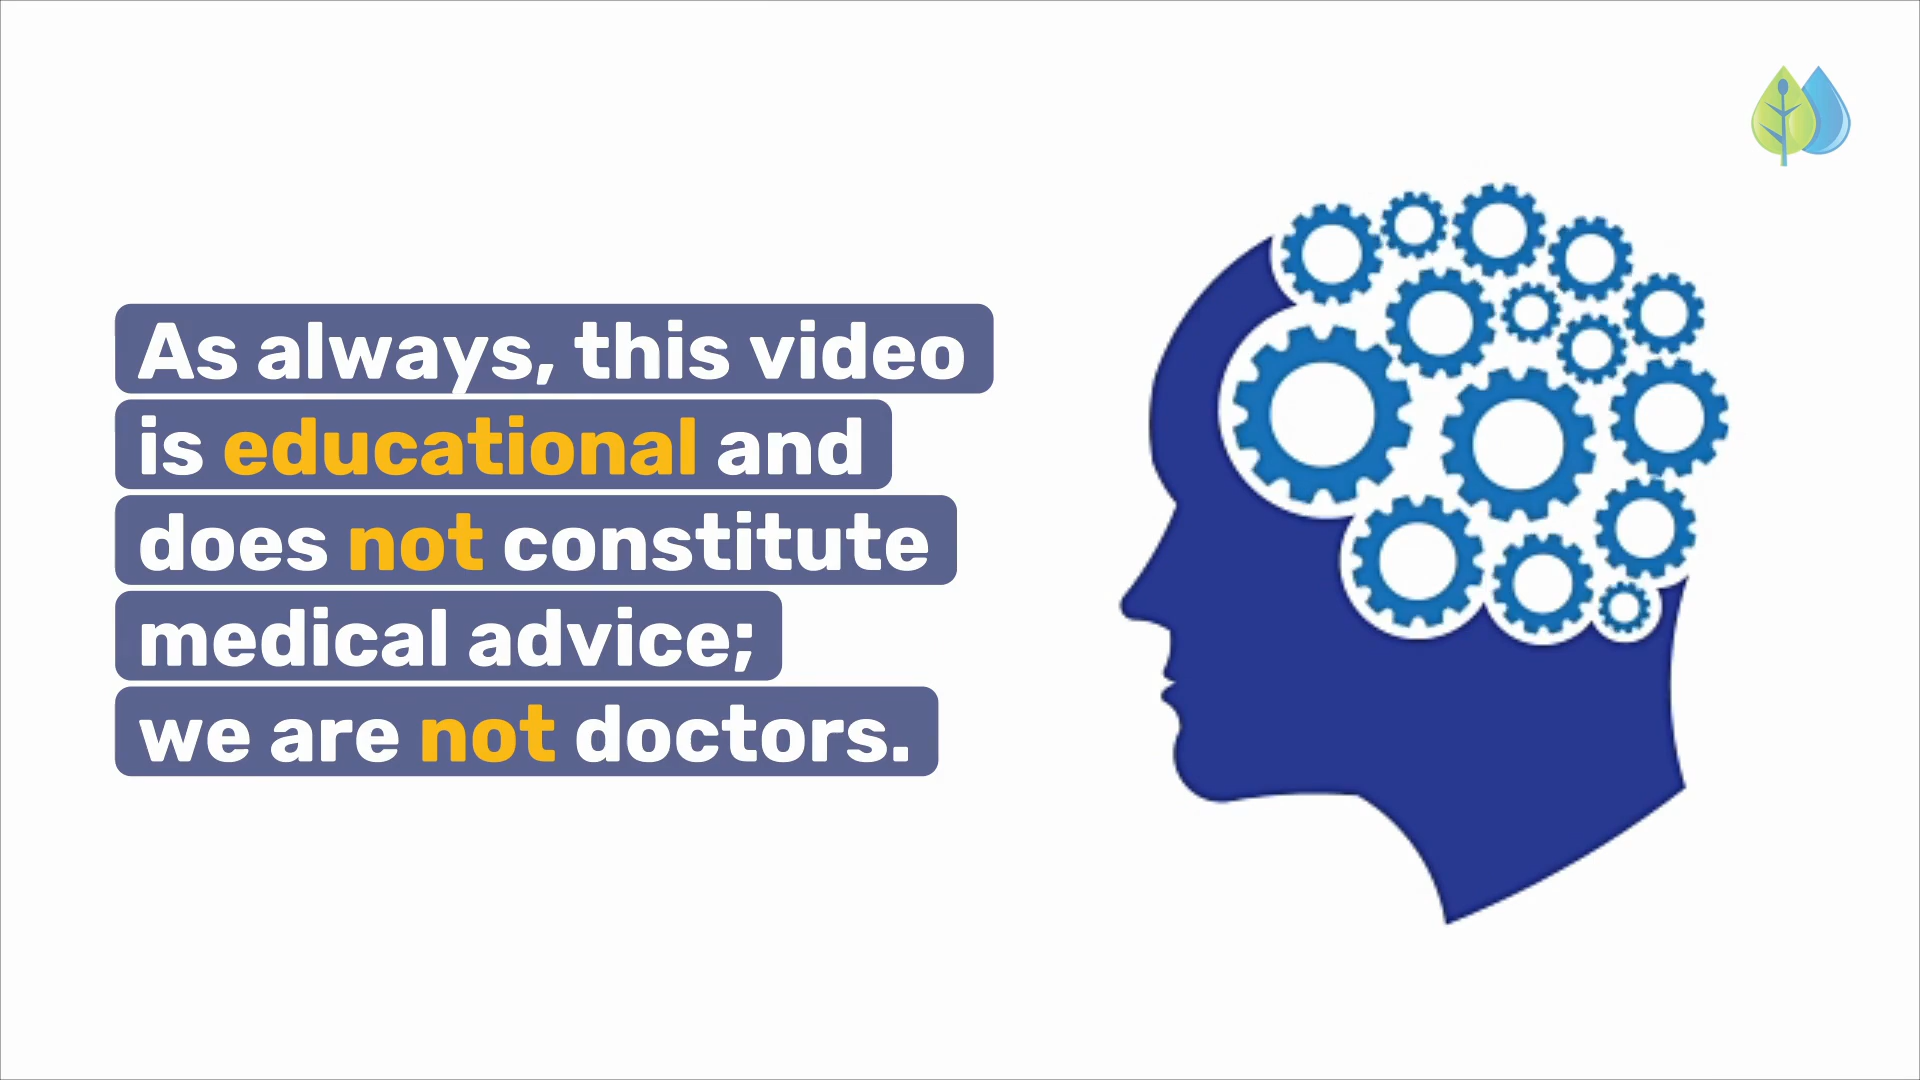 As always, this video
is educational and
does not constitute
medical advice;
we are not doctors.